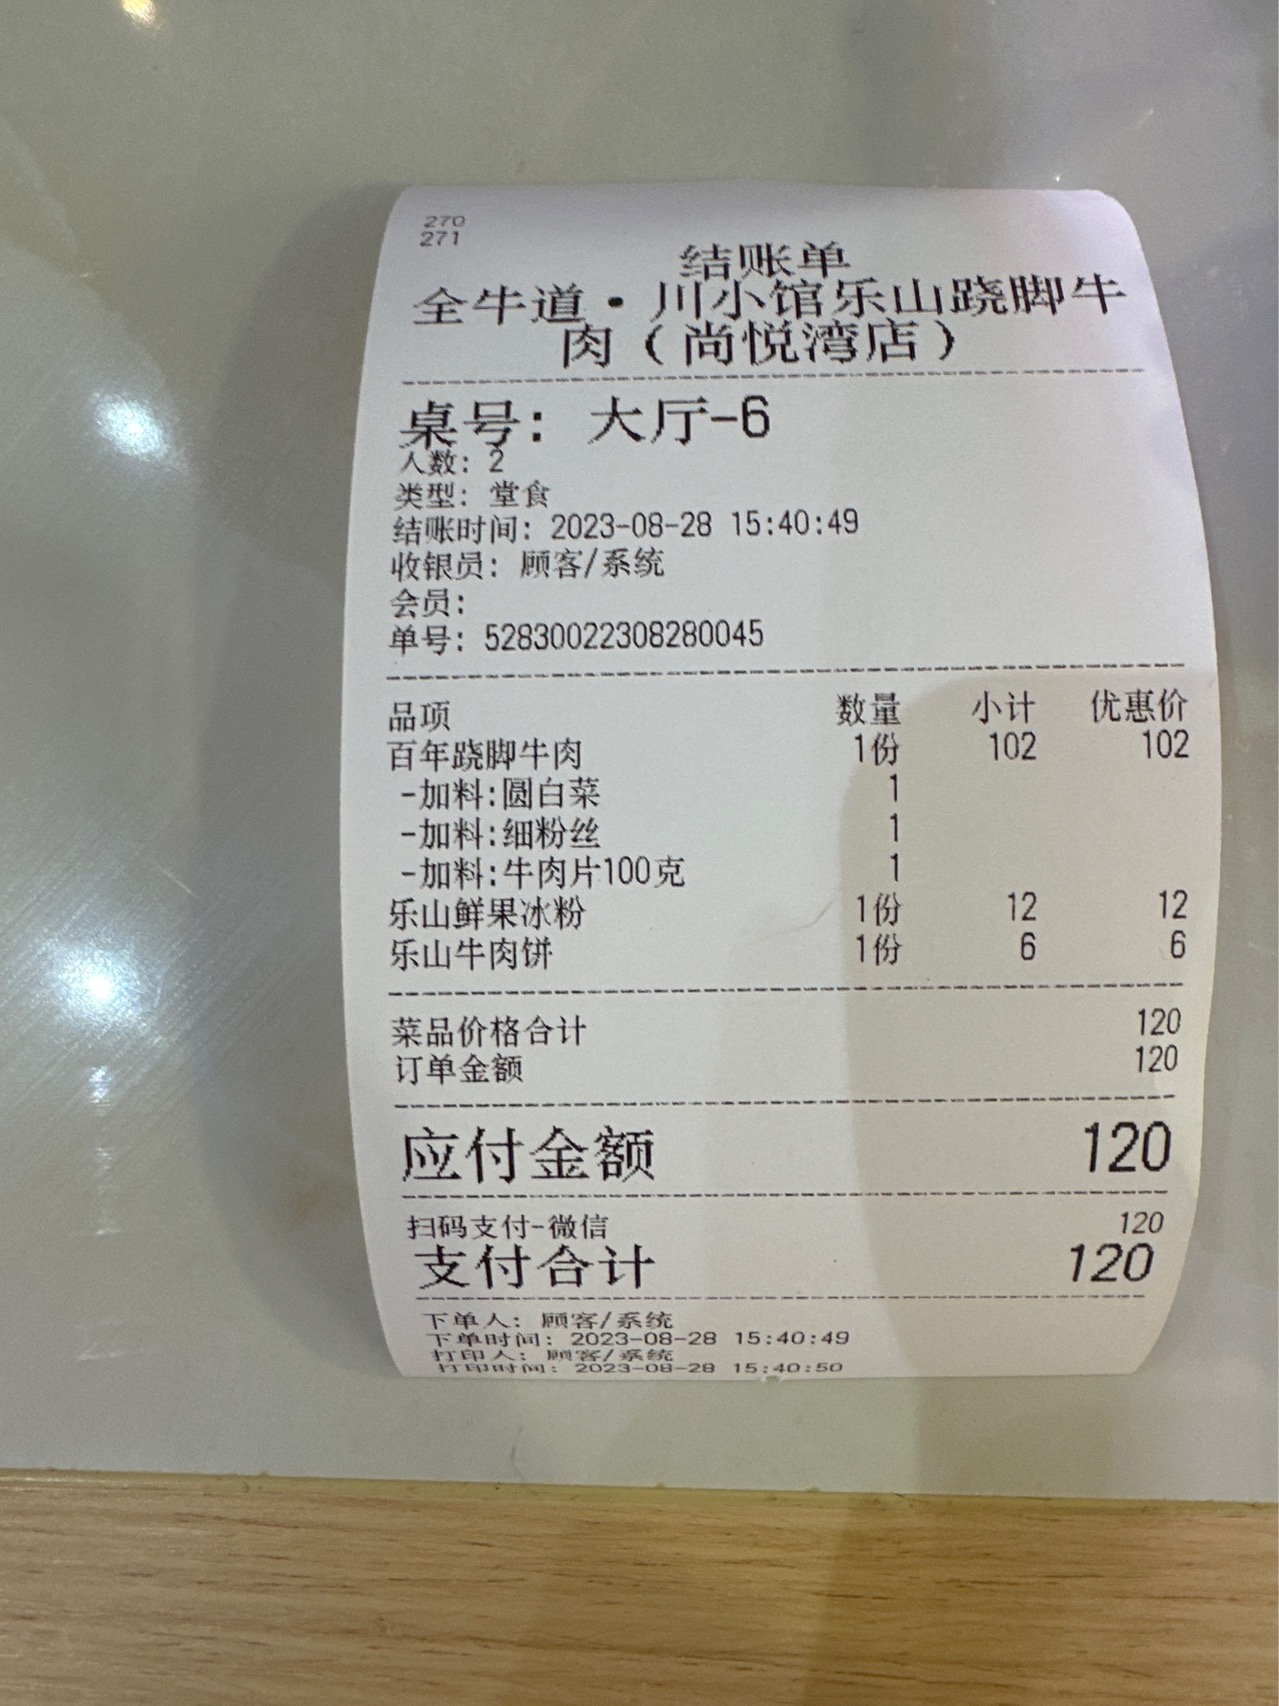 270
271
结账单
全牛道·川小馆乐山跷脚牛
肉(尚悦湾店)
桌号: 大厅-6
人数: 2
类型: 堂食
结账时间: 2023-08-28 15:40:49
收银员: 顾客/系统
会员:
单号: 52830022308280045
品项 数量 小计 优惠价
百年跷脚牛肉 1份 102 102
-加料:圆白菜 1
-加料:细粉丝 1
-加料:牛肉片100克 1
乐山鲜果冰粉 1份 12 12
乐山牛肉饼 1份 6 6
菜品价格合计 120
订单金额 120
应付金额 120
扫码支付-微信 120
支付合计 120
下单人: 顾客/系统
下单时间: 2023-08-28 15:40:49
打印人: 顾客/系统
打印时间: 2023-08-28 15:40:50